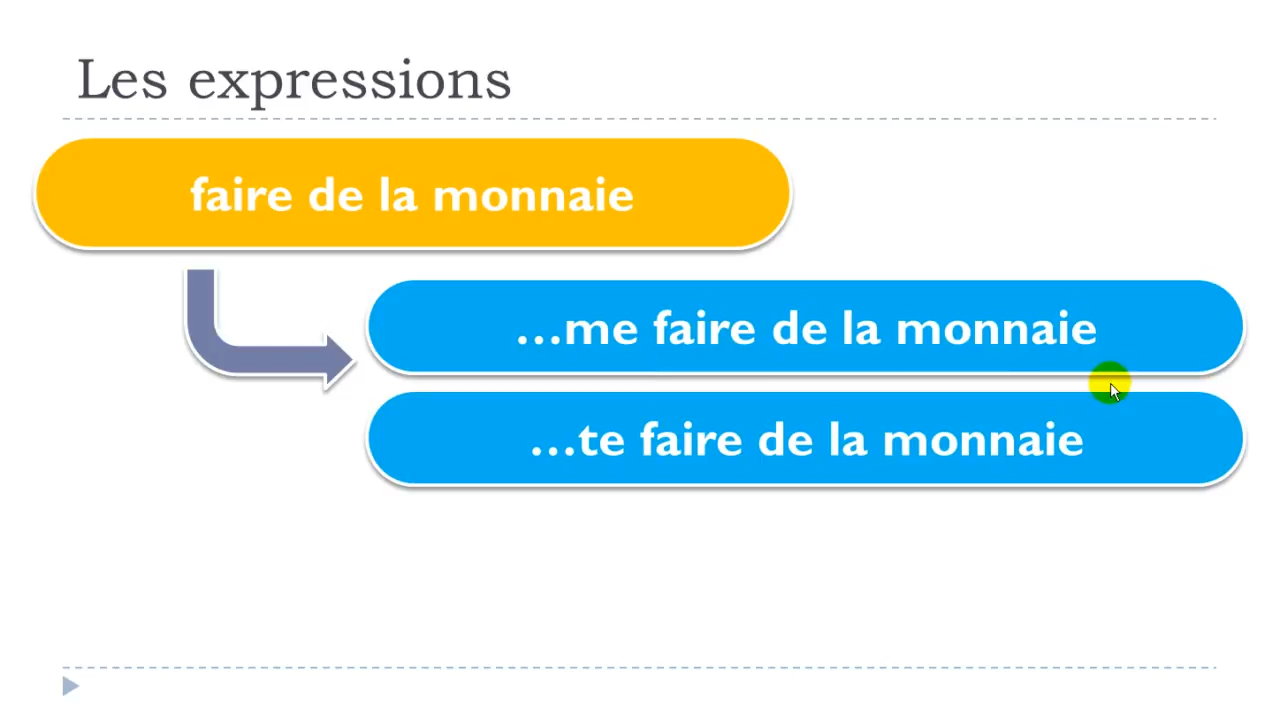 Les expressions
faire de la monnaie
...me faire de la monnaie
...te faire de la monnaie